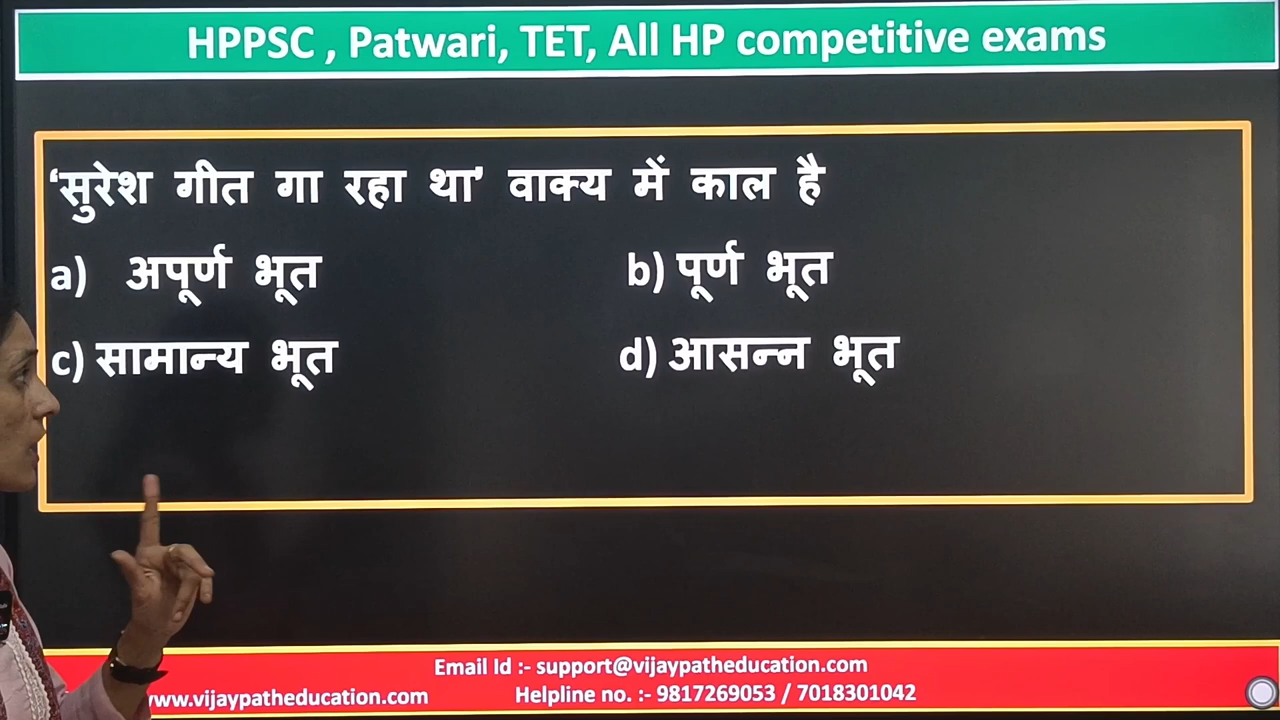 HPPSC , Patwari, TET, All HP competitive exams
‘सुरेश गीत गा रहा था’ वाक्य में काल है
a) अपूर्ण भूत b) पूर्ण भूत
c) सामान्य भूत d) आसन्न भूत
Email Id :- support@vijaypatheducation.com
www.vijaypatheducation.com Helpline no. :- 9817269053 / 7018301042